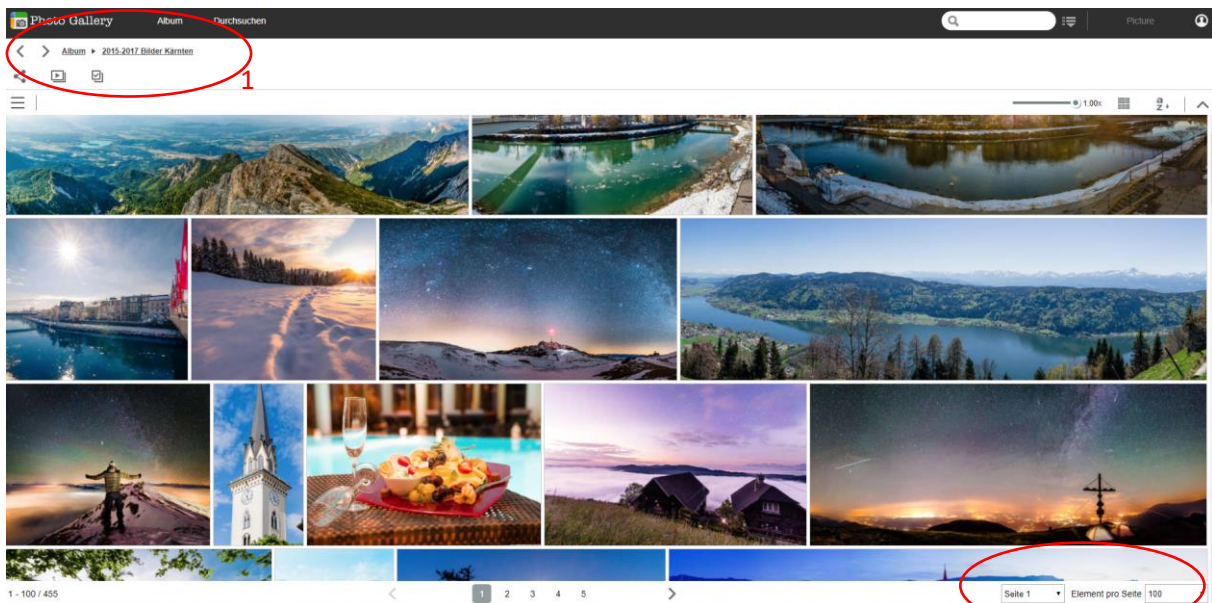 Photo Gallery Album Durchsuchen Picture
Album ▸ 2015-2017 Bilder Kärnten
1
1.00x
1 - 100 / 455 1 2 3 4 5 Seite 1 Element pro Seite 100